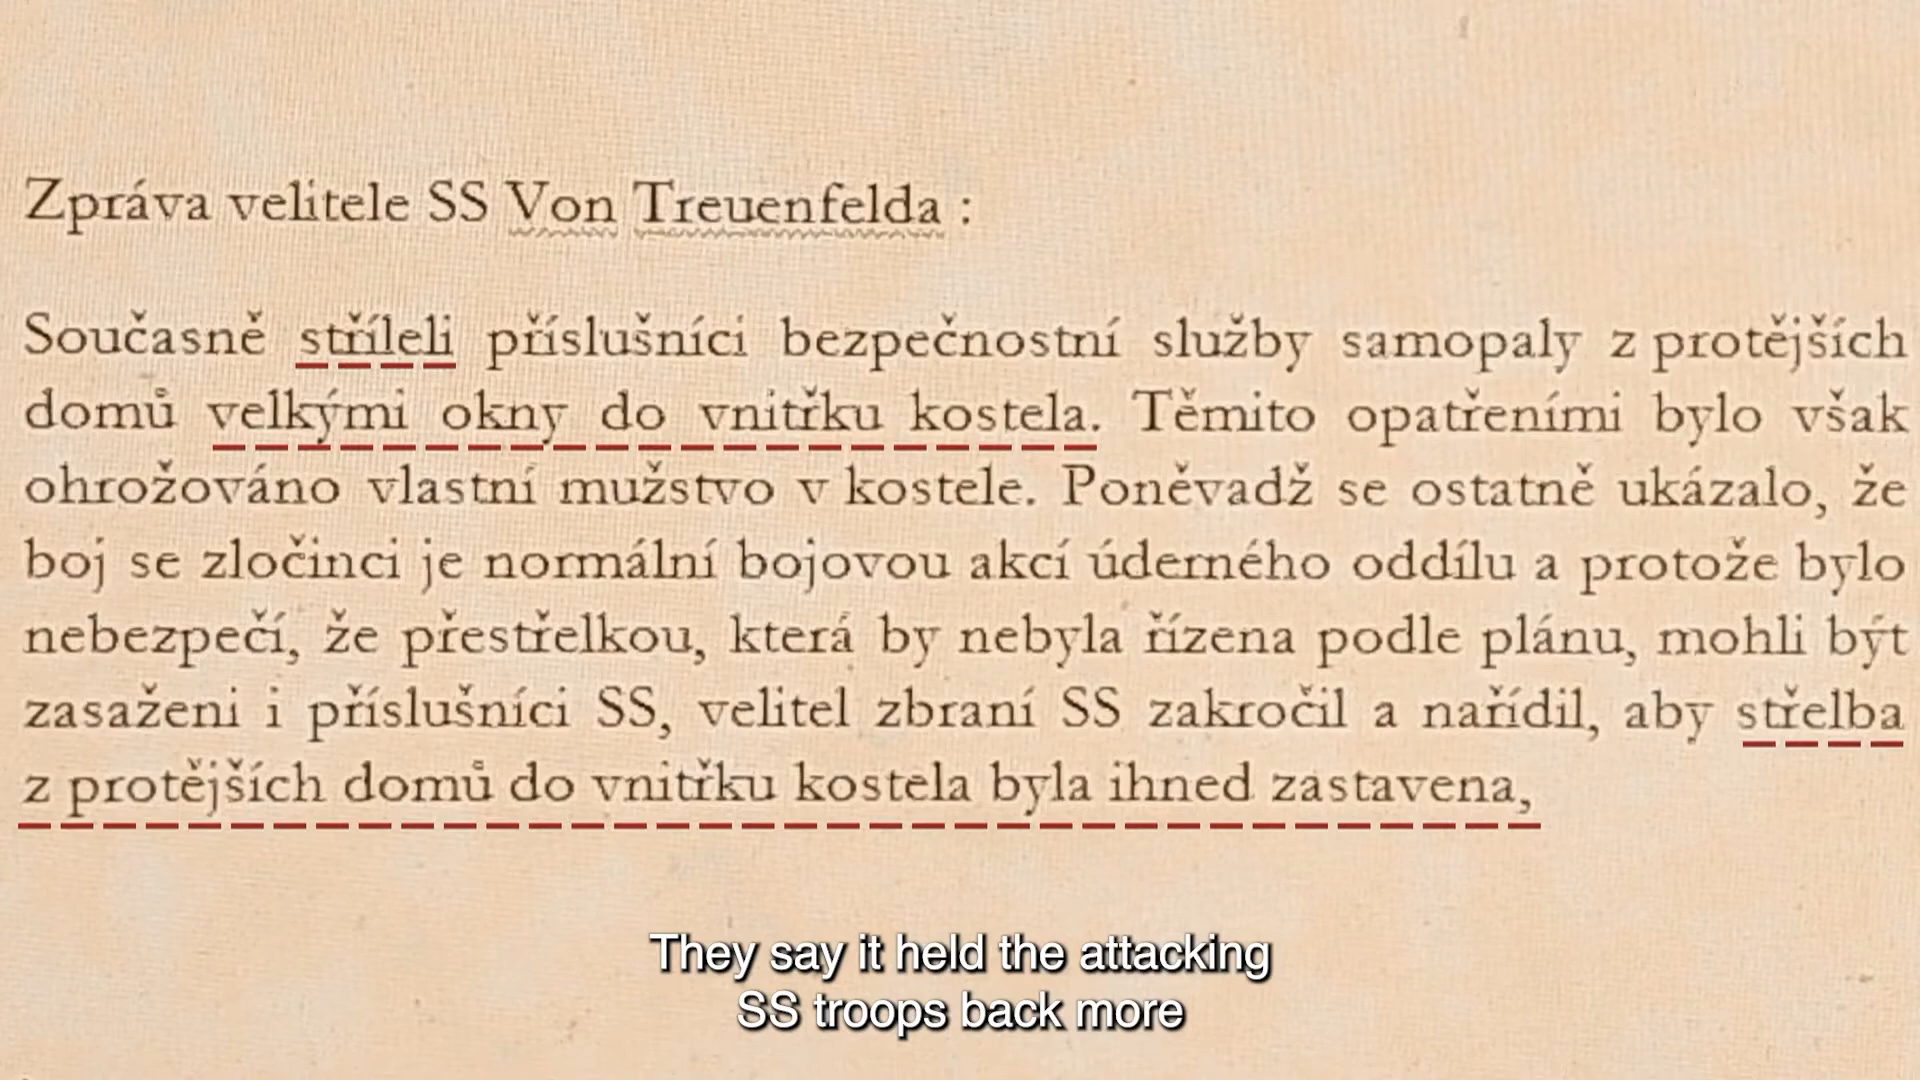 Zpráva velitele SS Von Treuenfelda :
Současně stříleli příslušníci bezpečnostní služby samopaly z protějších
domů velkými okny do vnitřku kostela. Těmito opatřeními bylo však
ohrožováno vlastní mužstvo v kostele. Poněvadž se ostatně ukázalo, že
boj se zločinci je normální bojovou akcí úderného oddílu a protože bylo
nebezpečí, že přestřelkou, která by nebyla řízena podle plánu, mohli být
zasaženi i příslušníci SS, velitel zbraní SS zakročil a nařídil, aby střelba
z protějších domů do vnitřku kostela byla ihned zastavena,
They say it held the attacking
SS troops back more